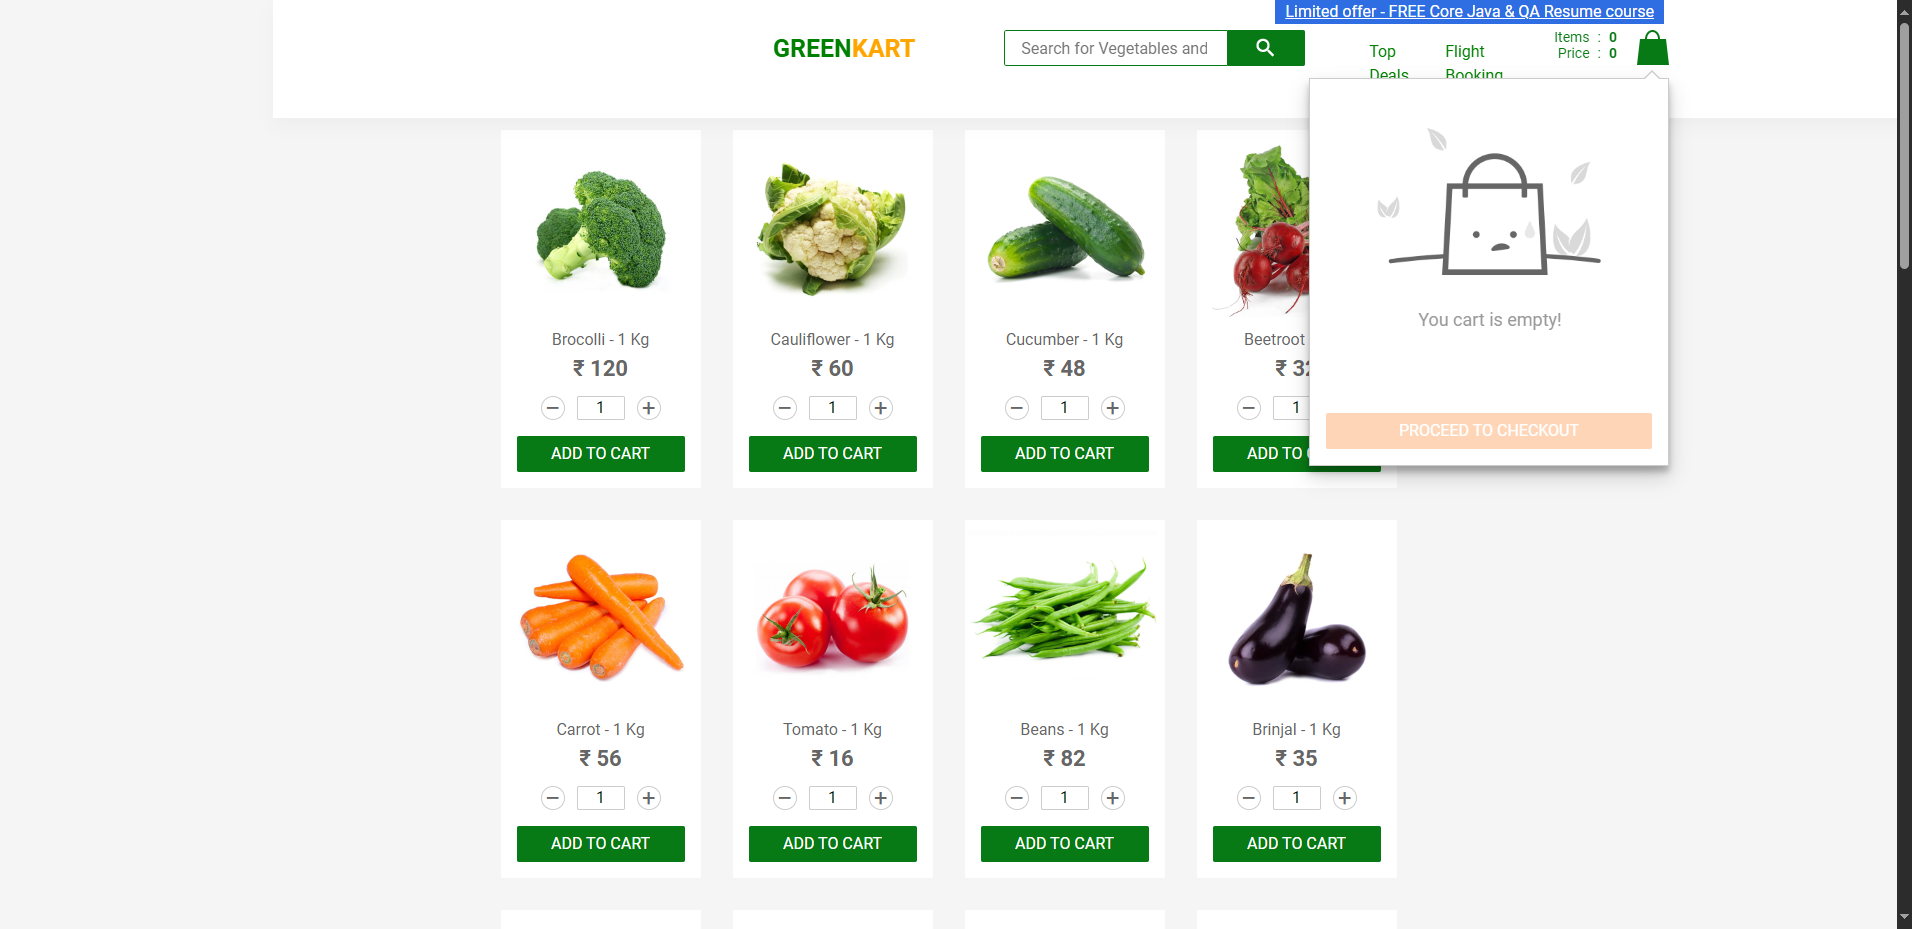 Limited offer - FREE Core Java & QA Resume course
GREENKART
Search for Vegetables and
Top Deals
Flight Booking
Items : 0
Price : 0
You cart is empty!
PROCEED TO CHECKOUT
Brocolli - 1 Kg
₹ 120
1
ADD TO CART
Cauliflower - 1 Kg
₹ 60
1
ADD TO CART
Cucumber - 1 Kg
₹ 48
1
ADD TO CART
Beetroot
₹ 32
1
ADD TO
Carrot - 1 Kg
₹ 56
1
ADD TO CART
Tomato - 1 Kg
₹ 16
1
ADD TO CART
Beans - 1 Kg
₹ 82
1
ADD TO CART
Brinjal - 1 Kg
₹ 35
1
ADD TO CART